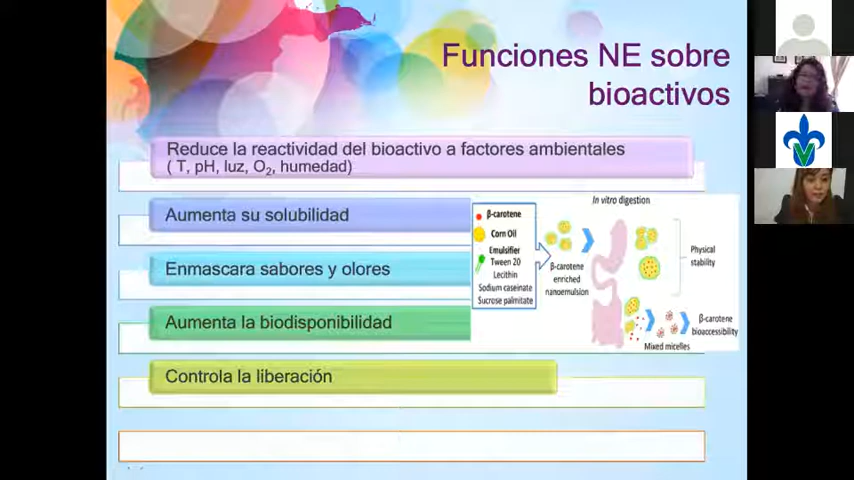 Funciones NE sobre
bioactivos
Reduce la reactividad del bioactivo a factores ambientales
( T, pH, luz, O₂, humedad)
Aumenta su solubilidad
Enmascara sabores y olores
Aumenta la biodisponibilidad
Controla la liberación
In vitro digestion
β-carotene
Corn Oil
Emulsifier
Tween 20
Lecithin
Sodium caseinate
Sucrose palmitate
β-carotene
enriched
nanoemulsion
Physical
stability
β-carotene
bioaccessibility
Mixed micelles